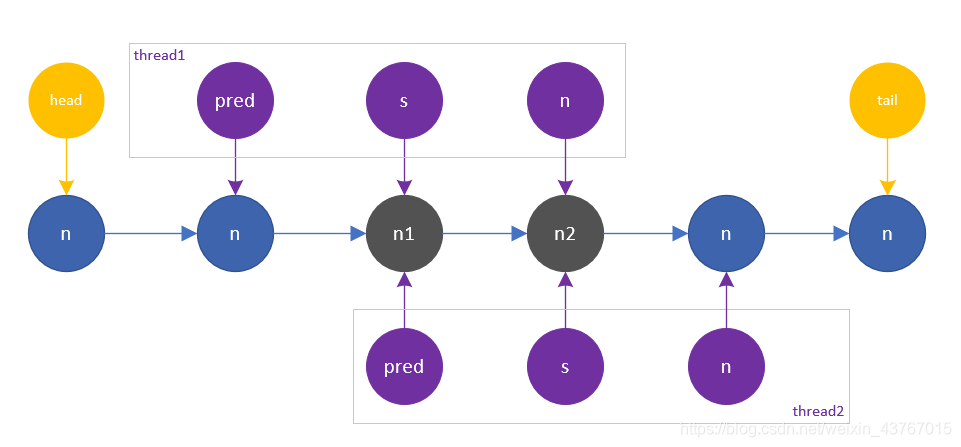 thread1
head
pred
s
n
tail
n
n
n1
n2
n
n
pred
s
n
thread2
https://blog.csdn.net/weixin_43767015